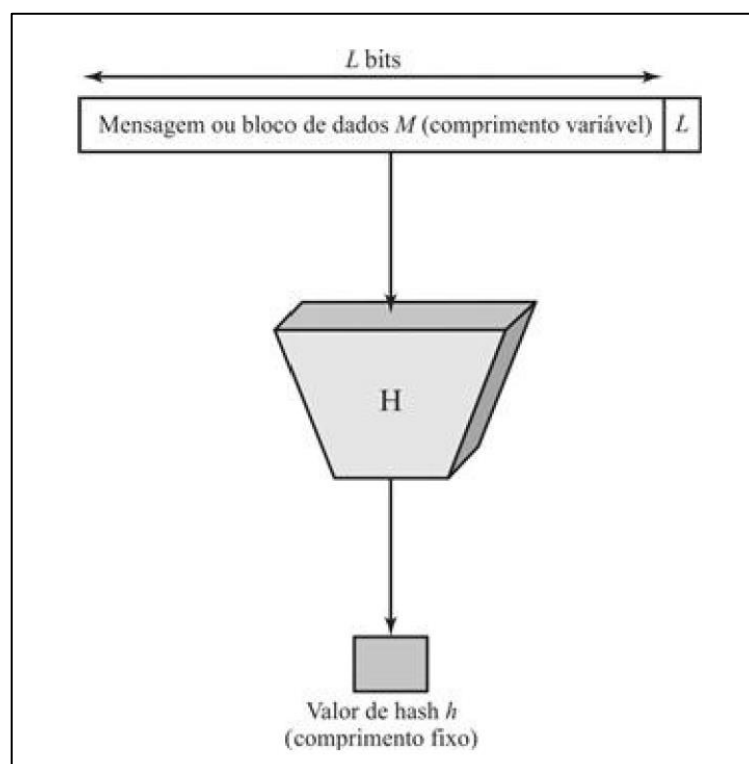 L bits
Mensagem ou bloco de dados M (comprimento variável) L
H
Valor de hash h
(comprimento fixo)